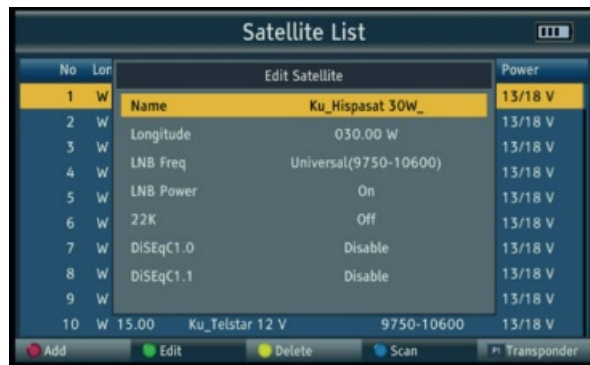 Satellite List
No Lon Edit Satellite Power
1 W Name Ku_Hispasat 30W_ 13/18 V
2 W Longitude 030.00 W 13/18 V
3 W LNB Freq Universal(9750-10600) 13/18 V
4 W LNB Power On 13/18 V
5 W 22K Off 13/18 V
6 W DiSEqC1.0 Disable 13/18 V
7 W DiSEqC1.1 Disable 13/18 V
8 W 13/18 V
9 W 13/18 V
10 W 15.00 Ku_Telstar 12 V 9750-10600 13/18 V
Add Edit Delete Scan P1 Transponder